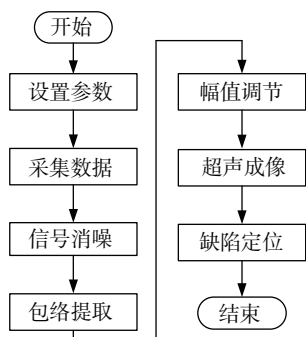 开始
设置参数
采集数据
信号消噪
包络提取
幅值调节
超声成像
缺陷定位
结束